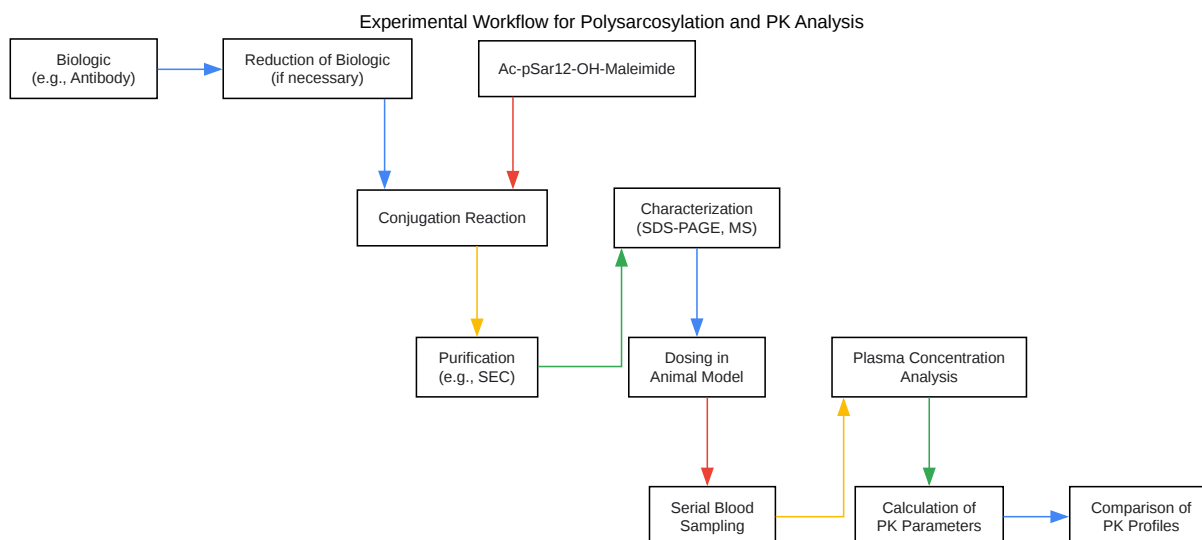 Experimental Workflow for Polysarcosylation and PK Analysis
Biologic
(e.g., Antibody)
Reduction of Biologic
(if necessary)
Ac-pSar12-OH-Maleimide
Conjugation Reaction
Characterization
(SDS-PAGE, MS)
Purification
(e.g., SEC)
Dosing in
Animal Model
Plasma Concentration
Analysis
Serial Blood
Sampling
Calculation of
PK Parameters
Comparison of
PK Profiles